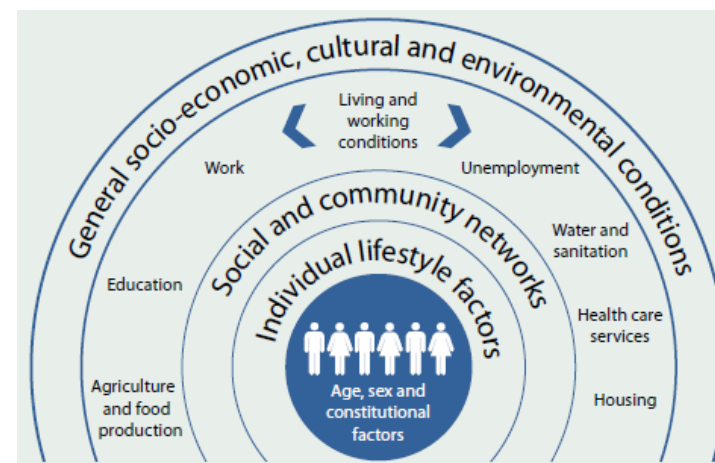 General socio-economic, cultural and environmental conditions
Living and
working
conditions
Work
Unemployment
Social and community networks
Water and
sanitation
Individual lifestyle factors
Education
Health care
services
Agriculture
and food
production
Housing
Age, sex and
constitutional
factors